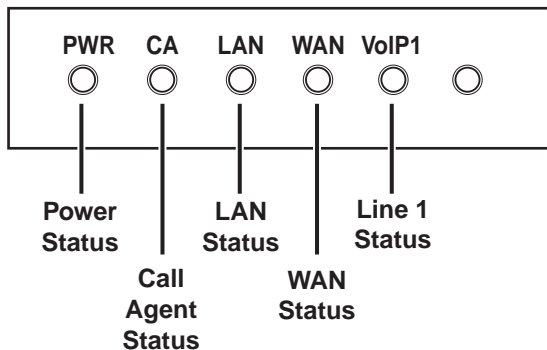 PWR CA LAN WAN VoIP1
Power
Status
Call
Agent
Status
LAN
Status
WAN
Status
Line 1
Status